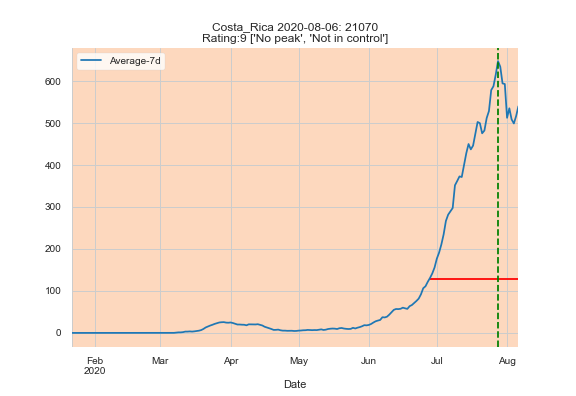 Costa_Rica 2020-08-06: 21070
Rating:9 ['No peak', 'Not in control']
Average-7d
600
500
400
300
200
100
0
Feb Mar Apr May Jun Jul Aug
2020
Date